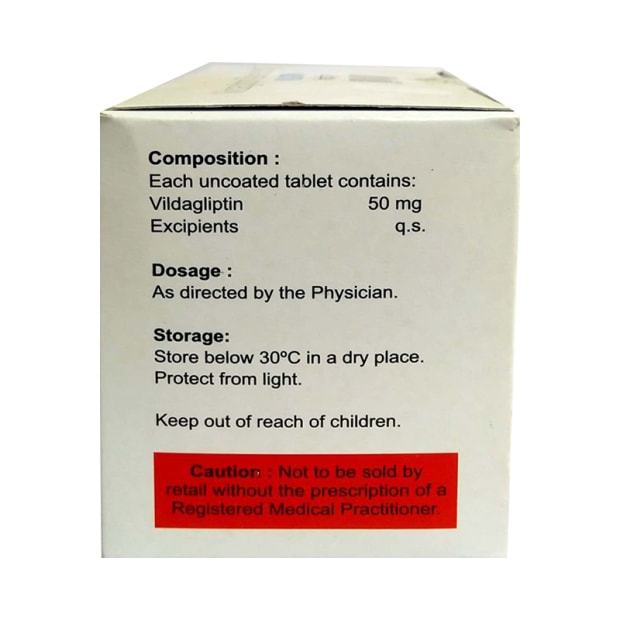 Composition :
Each uncoated tablet contains:
Vildagliptin 50 mg
Excipients q.s.
Dosage :
As directed by the Physician.
Storage:
Store below 30ºC in a dry place.
Protect from light.
Keep out of reach of children.
Caution : Not to be sold by
retail without the prescription of a
Registered Medical Practitioner.